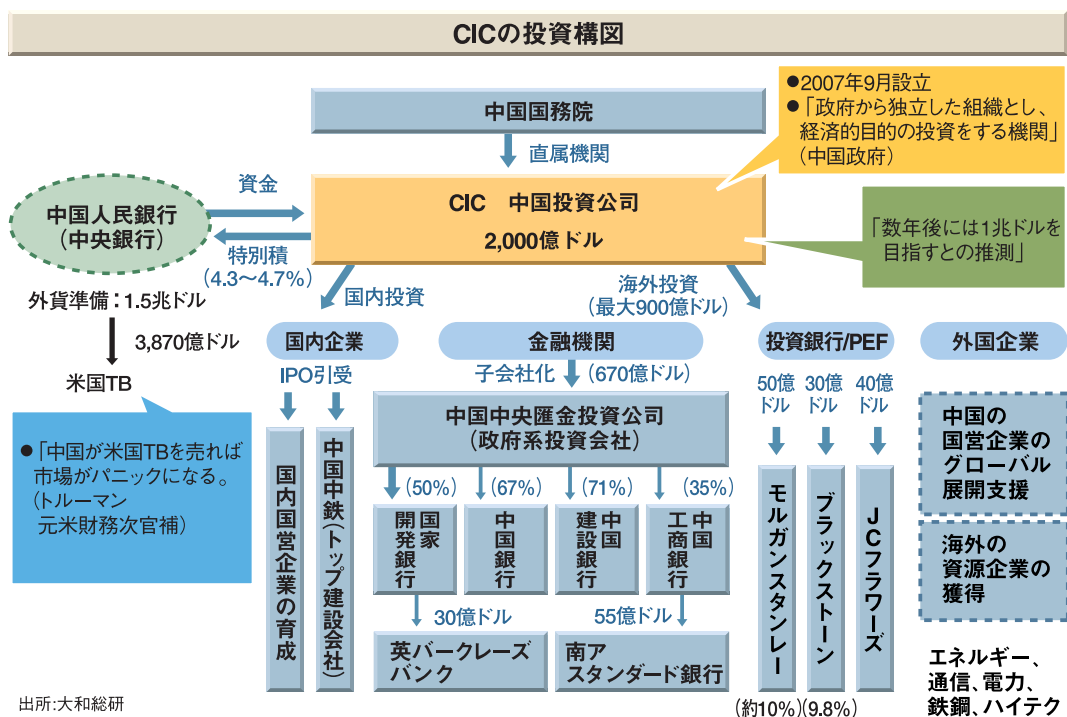 CICの投資構図
中国国務院
直属機関
●2007年9月設立
●「政府から独立した組織とし、
経済的目的の投資をする機関」
（中国政府）
資金
中国人民銀行
（中央銀行）
CIC　中国投資公司
2,000億ドル
特別積
（4.3〜4.7%）
「数年後には1兆ドルを
目指すとの推測」
外貨準備：1.5兆ドル
3,870億ドル
米国TB
●「中国が米国TBを売れば
市場がパニックになる。
（トルーマン
元米財務次官補）
国内投資
海外投資
（最大900億ドル）
国内企業
IPO引受
国内国営企業の育成
中国中鉄（トップ建設会社）
金融機関
子会社化
（670億ドル）
中国中央匯金投資公司
（政府系投資会社）
（50%）
（67%）
（71%）
（35%）
国家
開発銀行
中国銀行
中国
建設銀行
中国
工商銀行
30億ドル
55億ドル
英バークレーズ
バンク
南ア
スタンダード銀行
投資銀行/PEF
50億
ドル
30億
ドル
40億
ドル
モルガンスタンレー
ブラックストーン
JCフラワーズ
（約10%）
（9.8%）
外国企業
中国の
国営企業の
グローバル
展開支援
海外の
資源企業の
獲得
エネルギー、
通信、電力、
鉄鋼、ハイテク
出所:大和総研